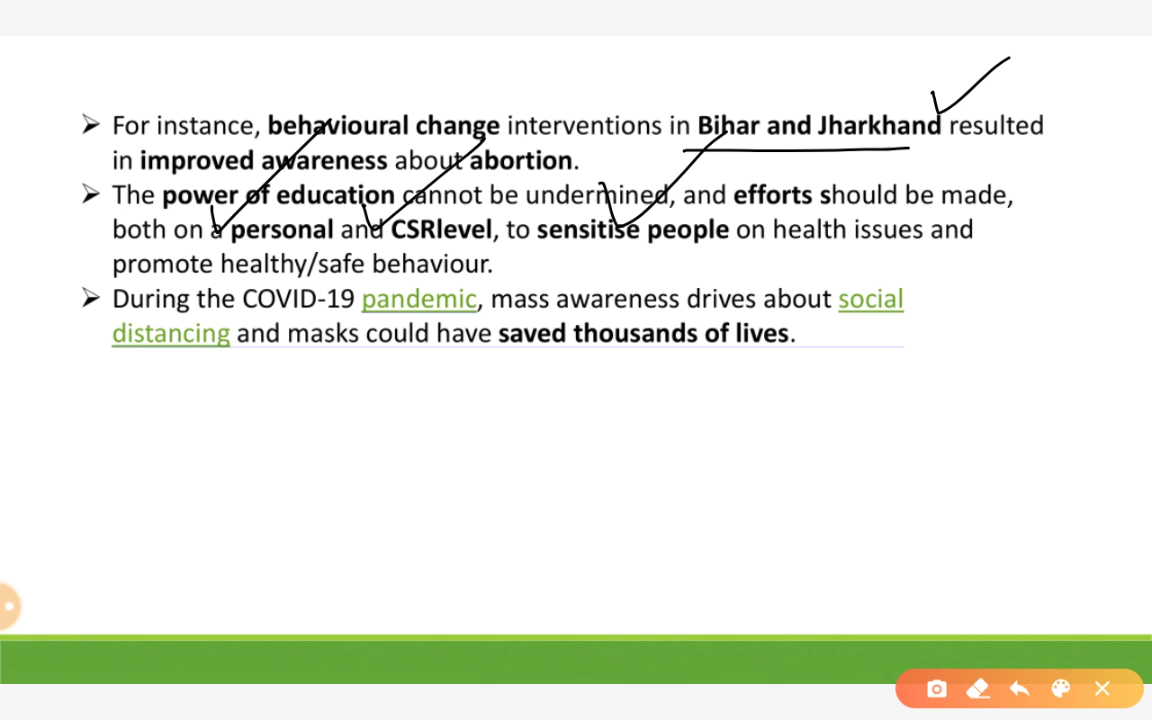 ➢ For instance, behavioural change interventions in Bihar and Jharkhand resulted
in improved awareness about abortion.
➢ The power of education cannot be undermined, and efforts should be made,
both on a personal and CSRlevel, to sensitise people on health issues and
promote healthy/safe behaviour.
➢ During the COVID-19 pandemic, mass awareness drives about social
distancing and masks could have saved thousands of lives.